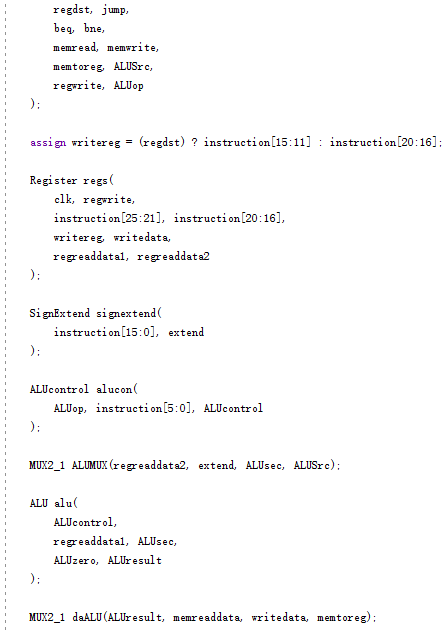 regdst, jump,
beq, bne,
memread, memwrite,
memtoreg, ALUSrc,
regwrite, ALUop
);
assign writereg = (regdst) ? instruction[15:11] : instruction[20:16];
Register regs(
clk, regwrite,
instruction[25:21], instruction[20:16],
writereg, writedata,
regreaddata1, regreaddata2
);
SignExtend signextend(
instruction[15:0], extend
);
ALUcontrol alucon(
ALUop, instruction[5:0], ALUcontrol
);
MUX2_1 ALUMUX(regreaddata2, extend, ALUsec, ALUSrc);
ALU alu(
ALUcontrol,
regreaddata1, ALUsec,
ALUzero, ALUresult
);
MUX2_1 daALU(ALUresult, memreaddata, writedata, memtoreg);